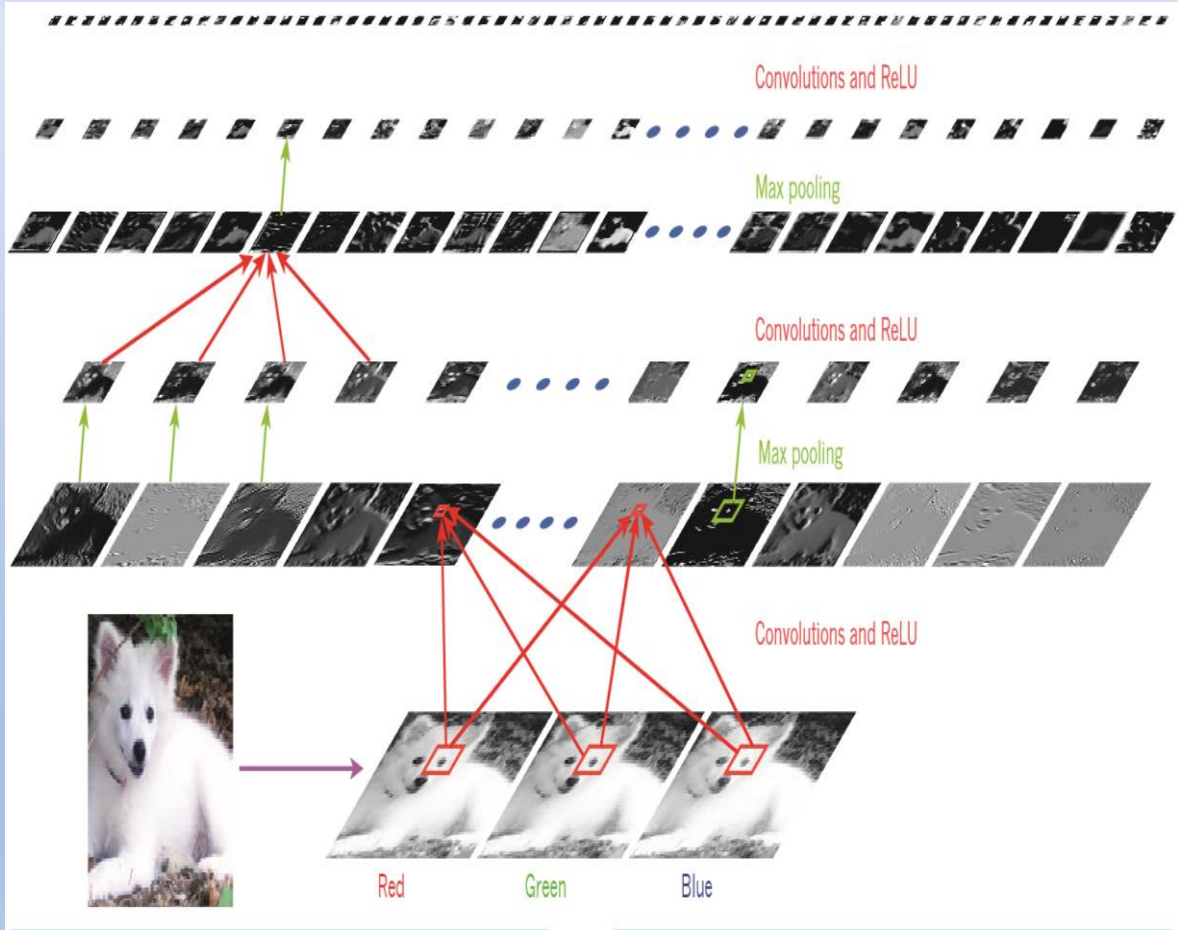 Convolutions and ReLU
Max pooling
Convolutions and ReLU
Max pooling
Convolutions and ReLU
Red
Green
Blue